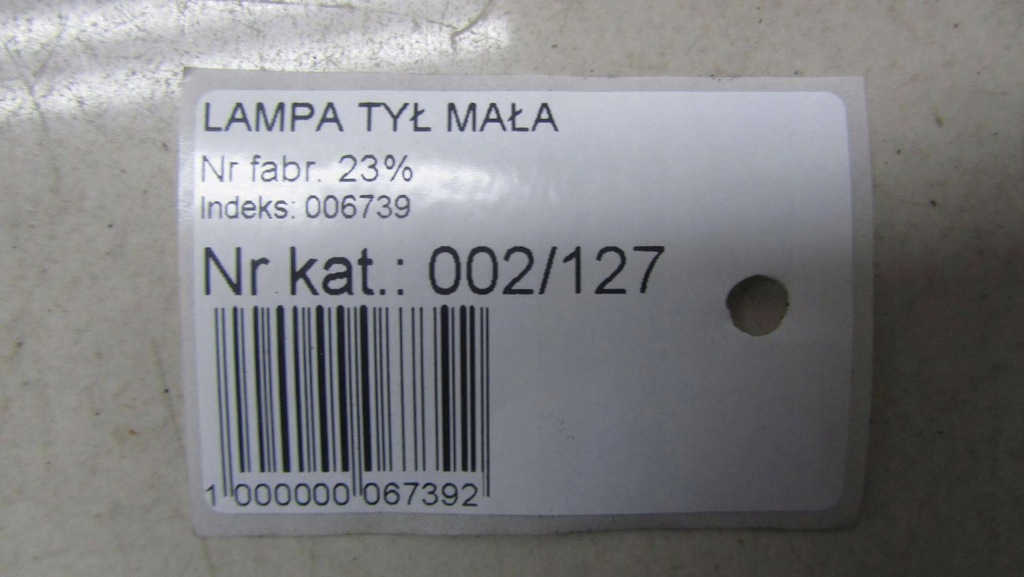 LAMPA TYŁ MAŁA
Nr fabr. 23%
Indeks: 006739
Nr kat.: 002/127
1 000000 067392